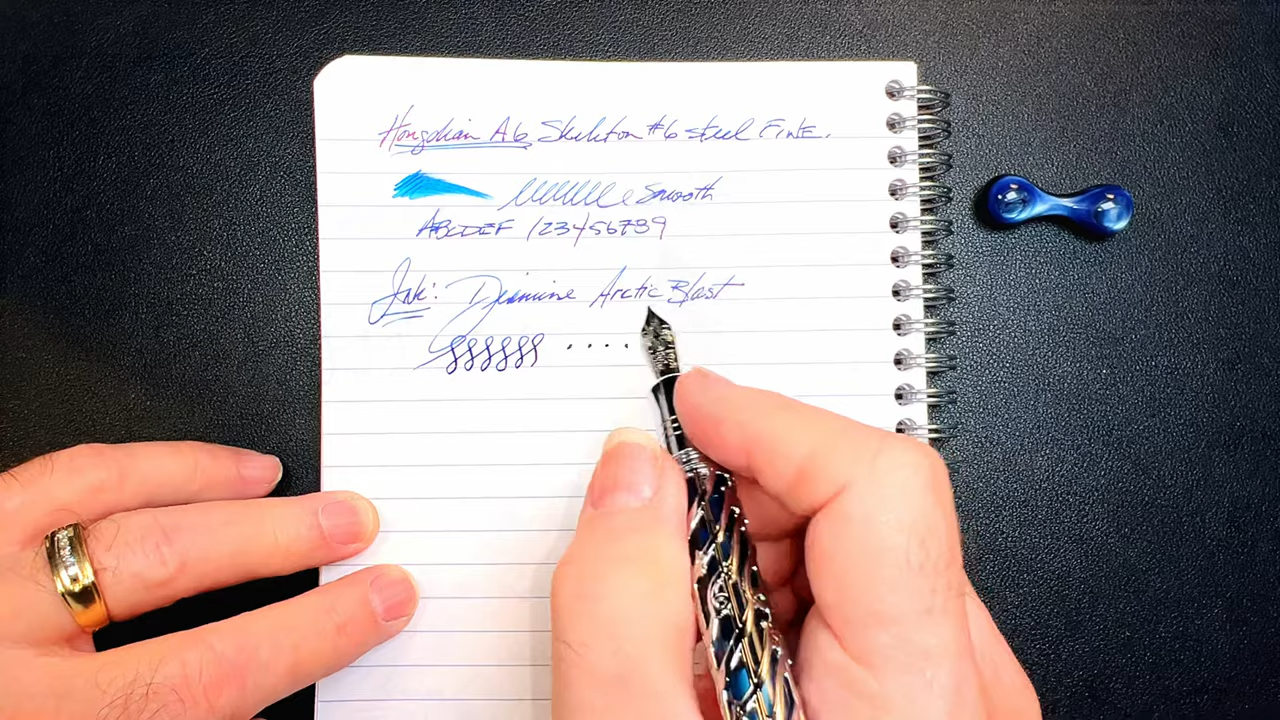 Hongdian A6 Skeleton #6 steel FINE.
Smooth
ABCDEF 123456789
Ink: Diamine Arctic Blast